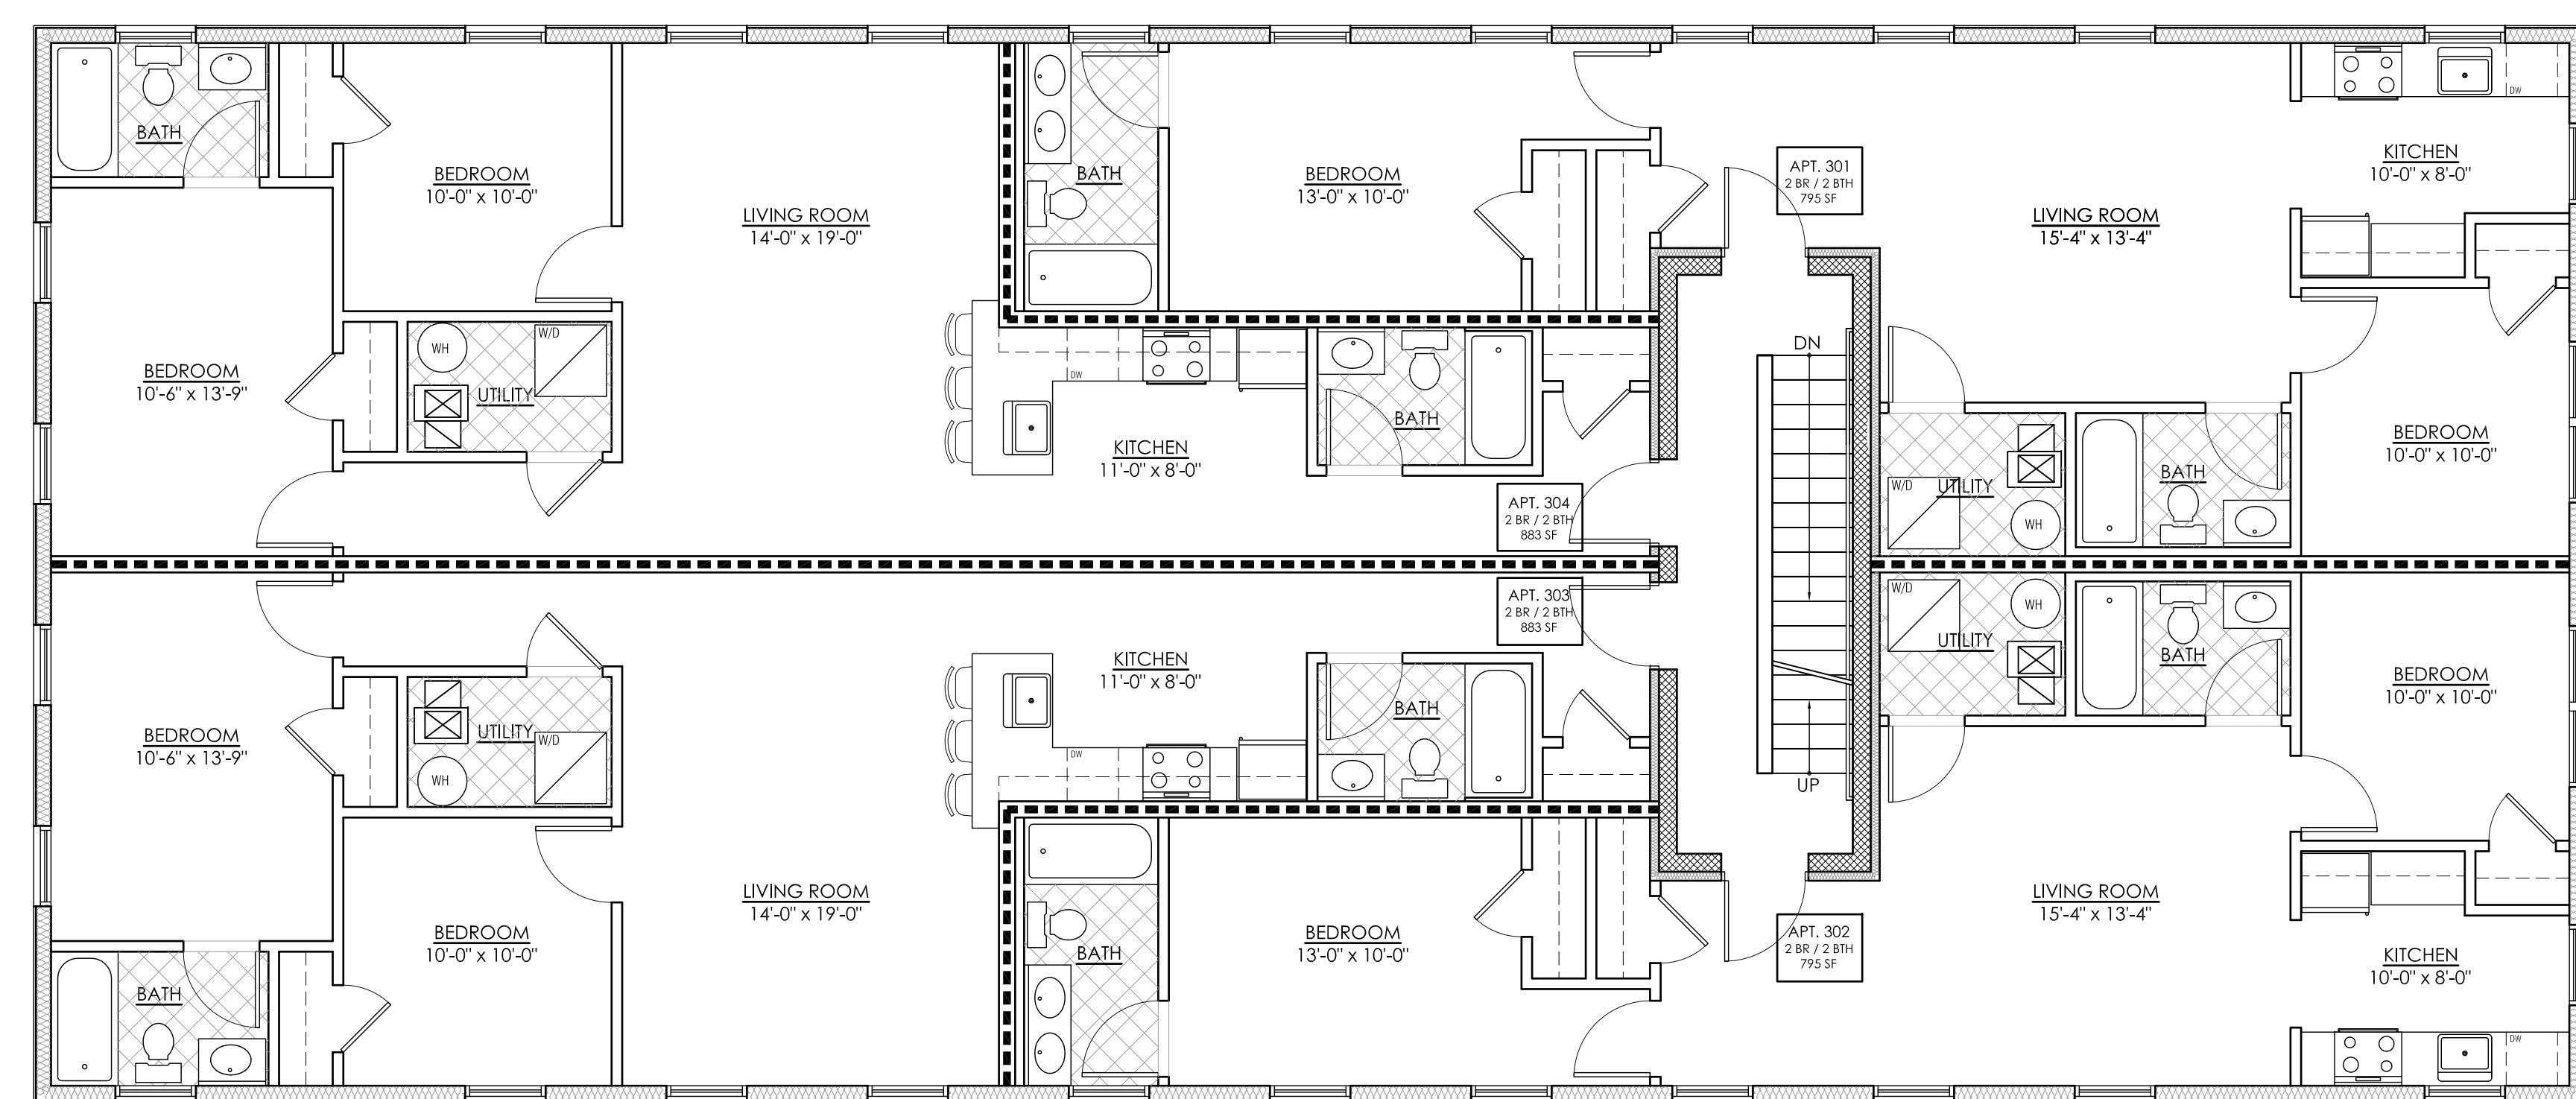 BATH
BEDROOM
10'-0" x 10'-0"
LIVING ROOM
14'-0" x 19'-0"
BATH
BEDROOM
13'-0" x 10'-0"
APT. 301
2 BR / 2 BTH
795 SF
LIVING ROOM
15'-4" x 13'-4"
DW
KITCHEN
10'-0" x 8'-0"
BEDROOM
10'-6" x 13'-9"
WH
W/D
UTILITY
DW
KITCHEN
11'-0" x 8'-0"
BATH
APT. 304
2 BR / 2 BTH
883 SF
DN
W/D
UTILITY
WH
BATH
BEDROOM
10'-0" x 10'-0"
BEDROOM
10'-6" x 13'-9"
UTILITY
W/D
WH
KITCHEN
11'-0" x 8'-0"
DW
BATH
APT. 303
2 BR / 2 BTH
883 SF
UP
W/D
UTILITY
WH
BATH
BEDROOM
10'-0" x 10'-0"
BATH
BEDROOM
10'-0" x 10'-0"
LIVING ROOM
14'-0" x 19'-0"
BATH
BEDROOM
13'-0" x 10'-0"
APT. 302
2 BR / 2 BTH
795 SF
LIVING ROOM
15'-4" x 13'-4"
KITCHEN
10'-0" x 8'-0"
DW